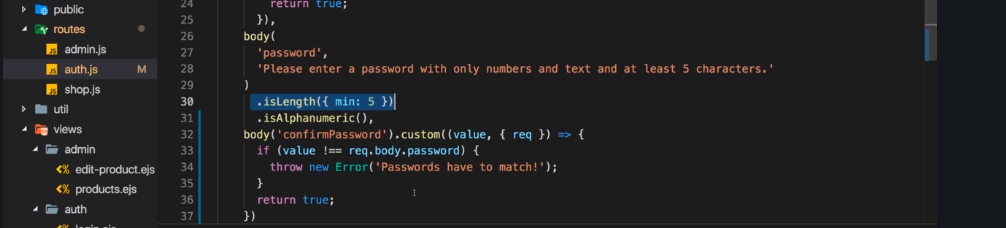 public
routes
JS admin.js
JS auth.js M
JS shop.js
util
views
admin
<% edit-product.ejs
<% products.ejs
auth
24 return true;
25 }),
26 body(
27 'password',
28 'Please enter a password with only numbers and text and at least 5 characters.'
29 )
30 .isLength({ min: 5 })
31 .isAlphanumeric(),
32 body('confirmPassword').custom((value, { req }) => {
33 if (value !== req.body.password) {
34 throw new Error('Passwords have to match!');
35 }
36 return true;
37 })